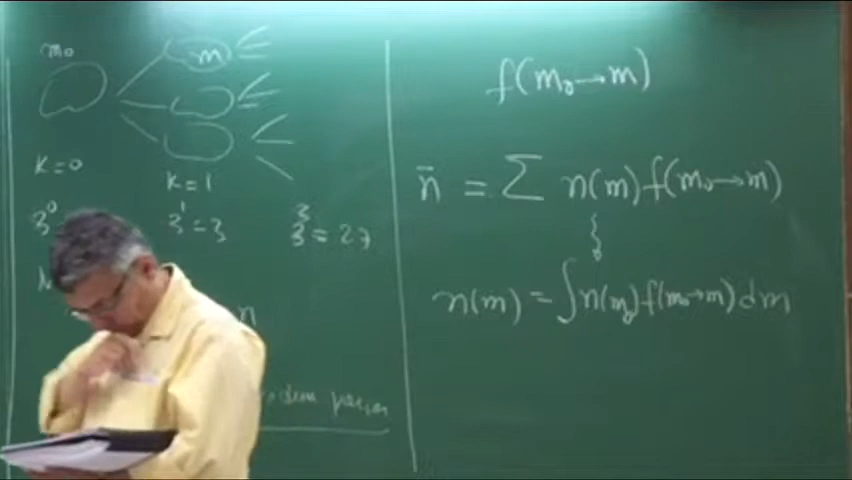 m₀
m
K=0
K=1
3⁰
3¹=3
3³=27
N
n
f(m₀→m)
n̄ = Σ n(m)f(m₀→m)
n(m) = ∫n(m₀)f(m₀→m)dm